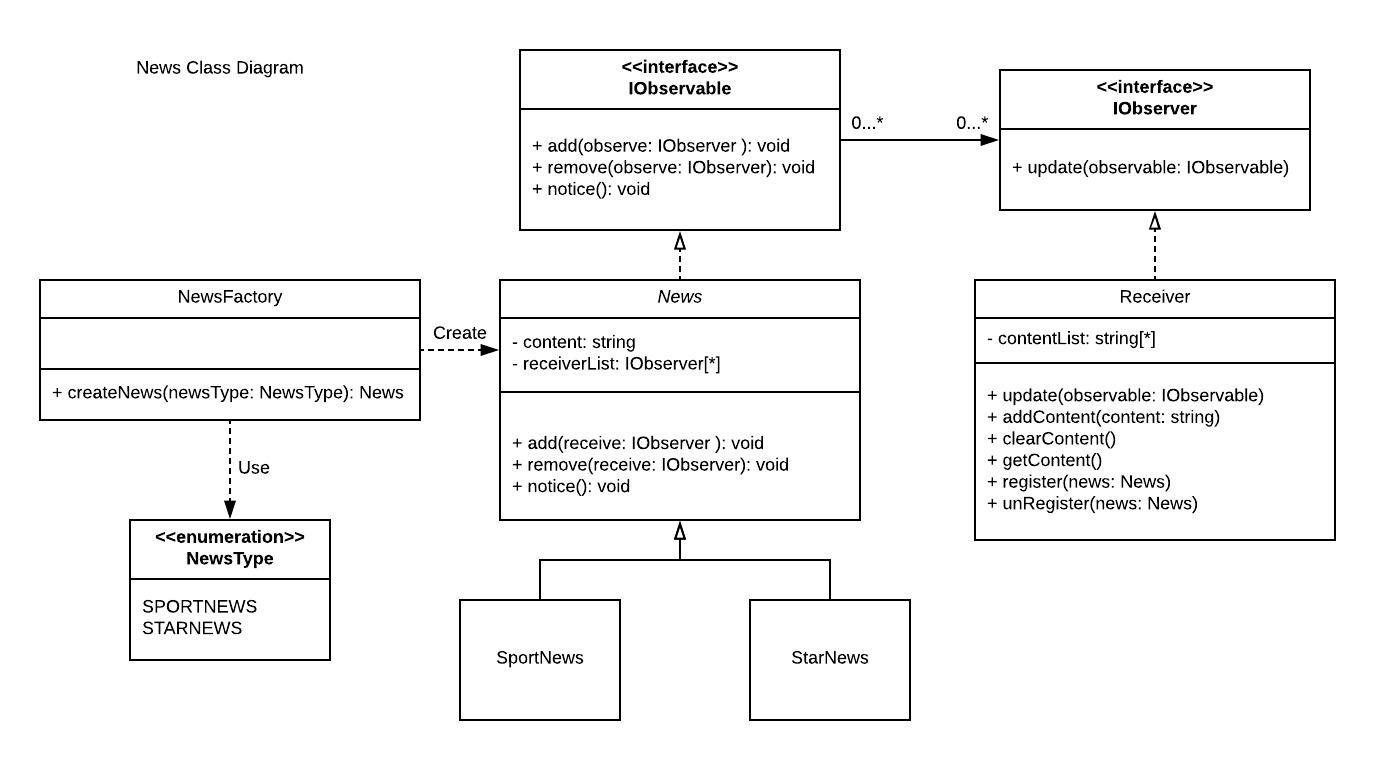 News Class Diagram
<<interface>>
IObservable
+ add(observe: IObserver ): void
+ remove(observe: IObserver): void
+ notice(): void
0...*
0...*
<<interface>>
IObserver
+ update(observable: IObservable)
NewsFactory
+ createNews(newsType: NewsType): News
Create
News
- content: string
- receiverList: IObserver[*]
+ add(receive: IObserver ): void
+ remove(receive: IObserver): void
+ notice(): void
Receiver
- contentList: string[*]
+ update(observable: IObservable)
+ addContent(content: string)
+ clearContent()
+ getContent()
+ register(news: News)
+ unRegister(news: News)
Use
<<enumeration>>
NewsType
SPORTNEWS
STARNEWS
SportNews
StarNews